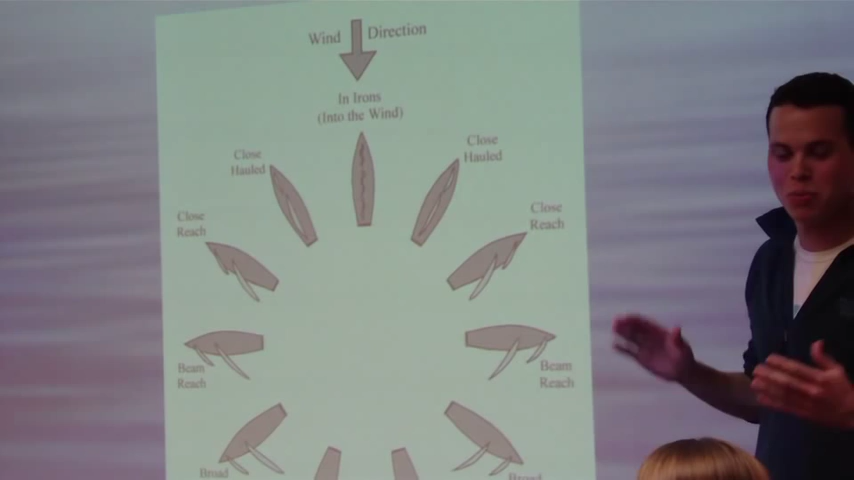 Wind Direction
In Irons
(Into the Wind)
Close
Hauled
Close
Hauled
Close
Reach
Close
Reach
Beam
Reach
Beam
Reach
Broad
Broad